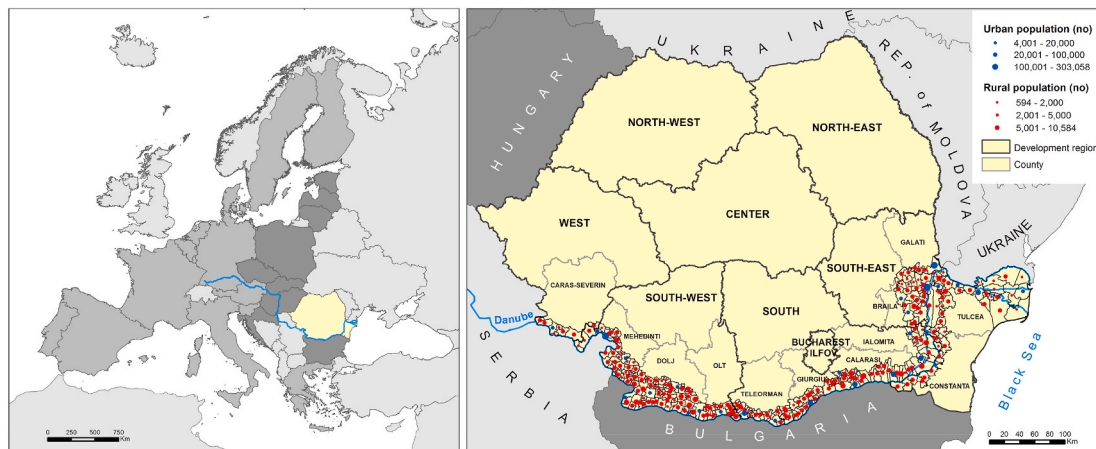 0 250 500 750
Km
Urban population (no)
4,001 - 20,000
20,001 - 100,000
100,001 - 303,058
Rural population (no)
594 - 2,000
2,001 - 5,000
5,001 - 10,584
Development region
County
UKRAINE
REP. of MOLDOVA
HUNGARY
NORTH-WEST
NORTH-EAST
CENTER
WEST
UKRAINE
GALATI
SOUTH-EAST
CARAS-SEVERIN
SOUTH-WEST
SOUTH
BRAILA
TULCEA
Danube
MEHEDINTI
BUCHAREST
ILFOV
IALOMITA
CALARASI
DOLJ
OLT
GIURGIU
TELEORMAN
CONSTANTA
SERBIA
BULGARIA
Black Sea
0 20 40 60 80 100
Km